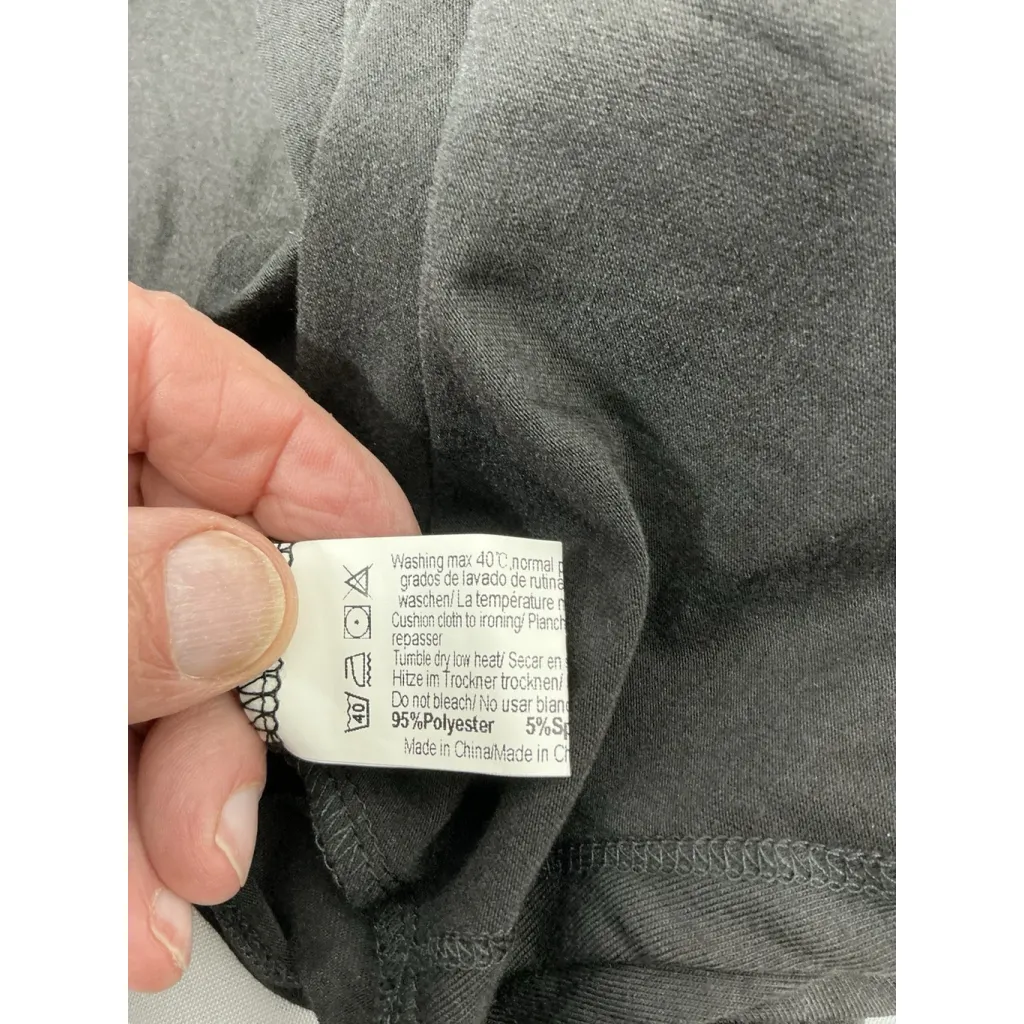 Washing max 40℃,normal p
grados de lavado de rutina
waschen/ La température
Cushion cloth to ironing/ Planch
repasser
Tumble dry low heat/ Secar en
Hitze im Trockner trocknen/
Do not bleach/ No usar blan
95%Polyester 5%Sp
Made in China/Made in Ch
40